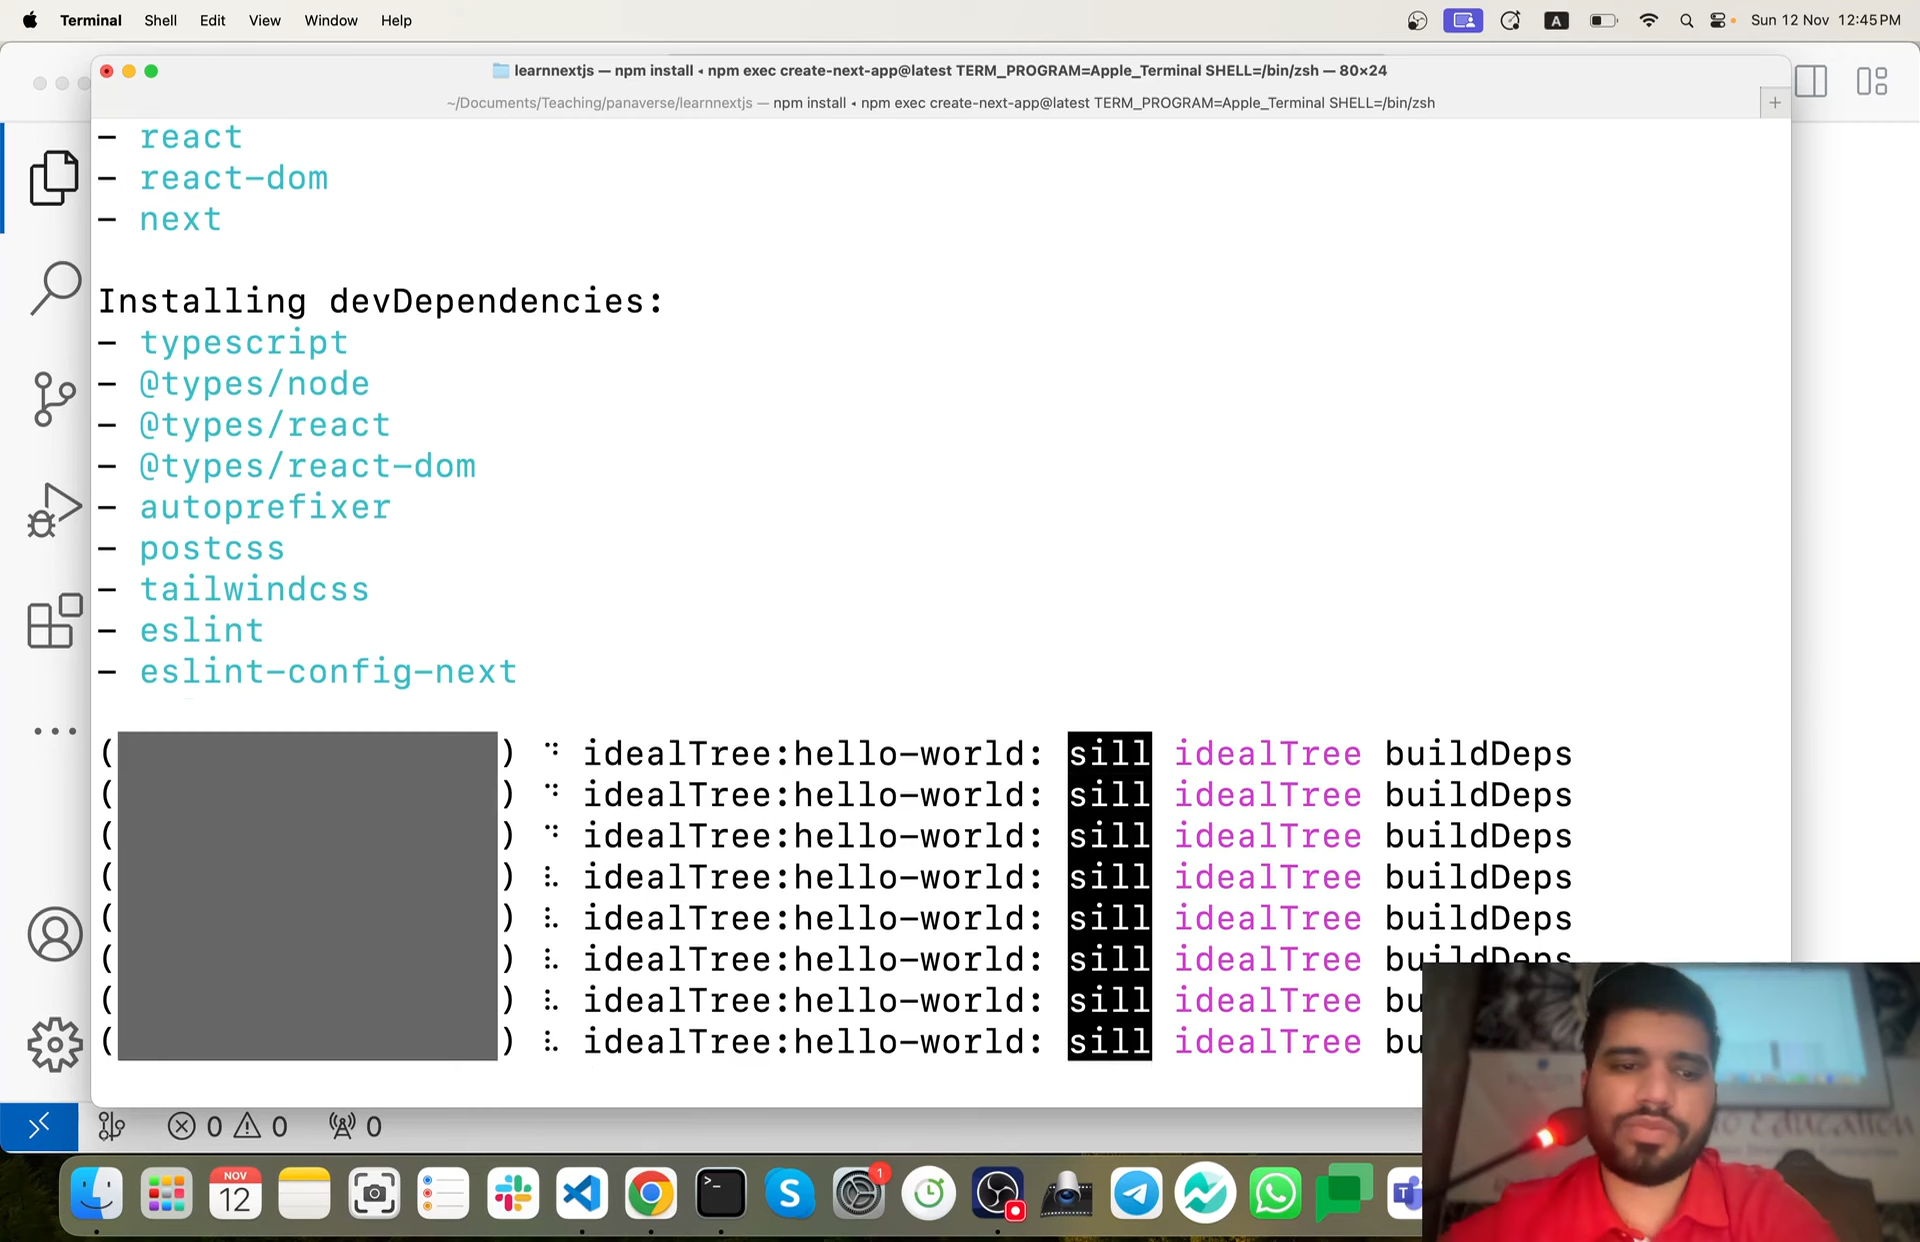 Terminal Shell Edit View Window Help
A
Sun 12 Nov 12:45 PM
learnnextjs — npm install ◂ npm exec create-next-app@latest TERM_PROGRAM=Apple_Terminal SHELL=/bin/zsh — 80×24
~/Documents/Teaching/panaverse/learnnextjs — npm install ◂ npm exec create-next-app@latest TERM_PROGRAM=Apple_Terminal SHELL=/bin/zsh
- react
- react-dom
- next
Installing devDependencies:
- typescript
- @types/node
- @types/react
- @types/react-dom
- autoprefixer
- postcss
- tailwindcss
- eslint
- eslint-config-next
( ) ⠙ idealTree:hello-world: sill idealTree buildDeps
( ) ⠙ idealTree:hello-world: sill idealTree buildDeps
( ) ⠙ idealTree:hello-world: sill idealTree buildDeps
( ) ⠧ idealTree:hello-world: sill idealTree buildDeps
( ) ⠧ idealTree:hello-world: sill idealTree buildDeps
( ) ⠧ idealTree:hello-world: sill idealTree buildDeps
( ) ⠧ idealTree:hello-world: sill idealTree bu
( ) ⠧ idealTree:hello-world: sill idealTree bu
0 0 0
NOV
12
>_
S
1
T